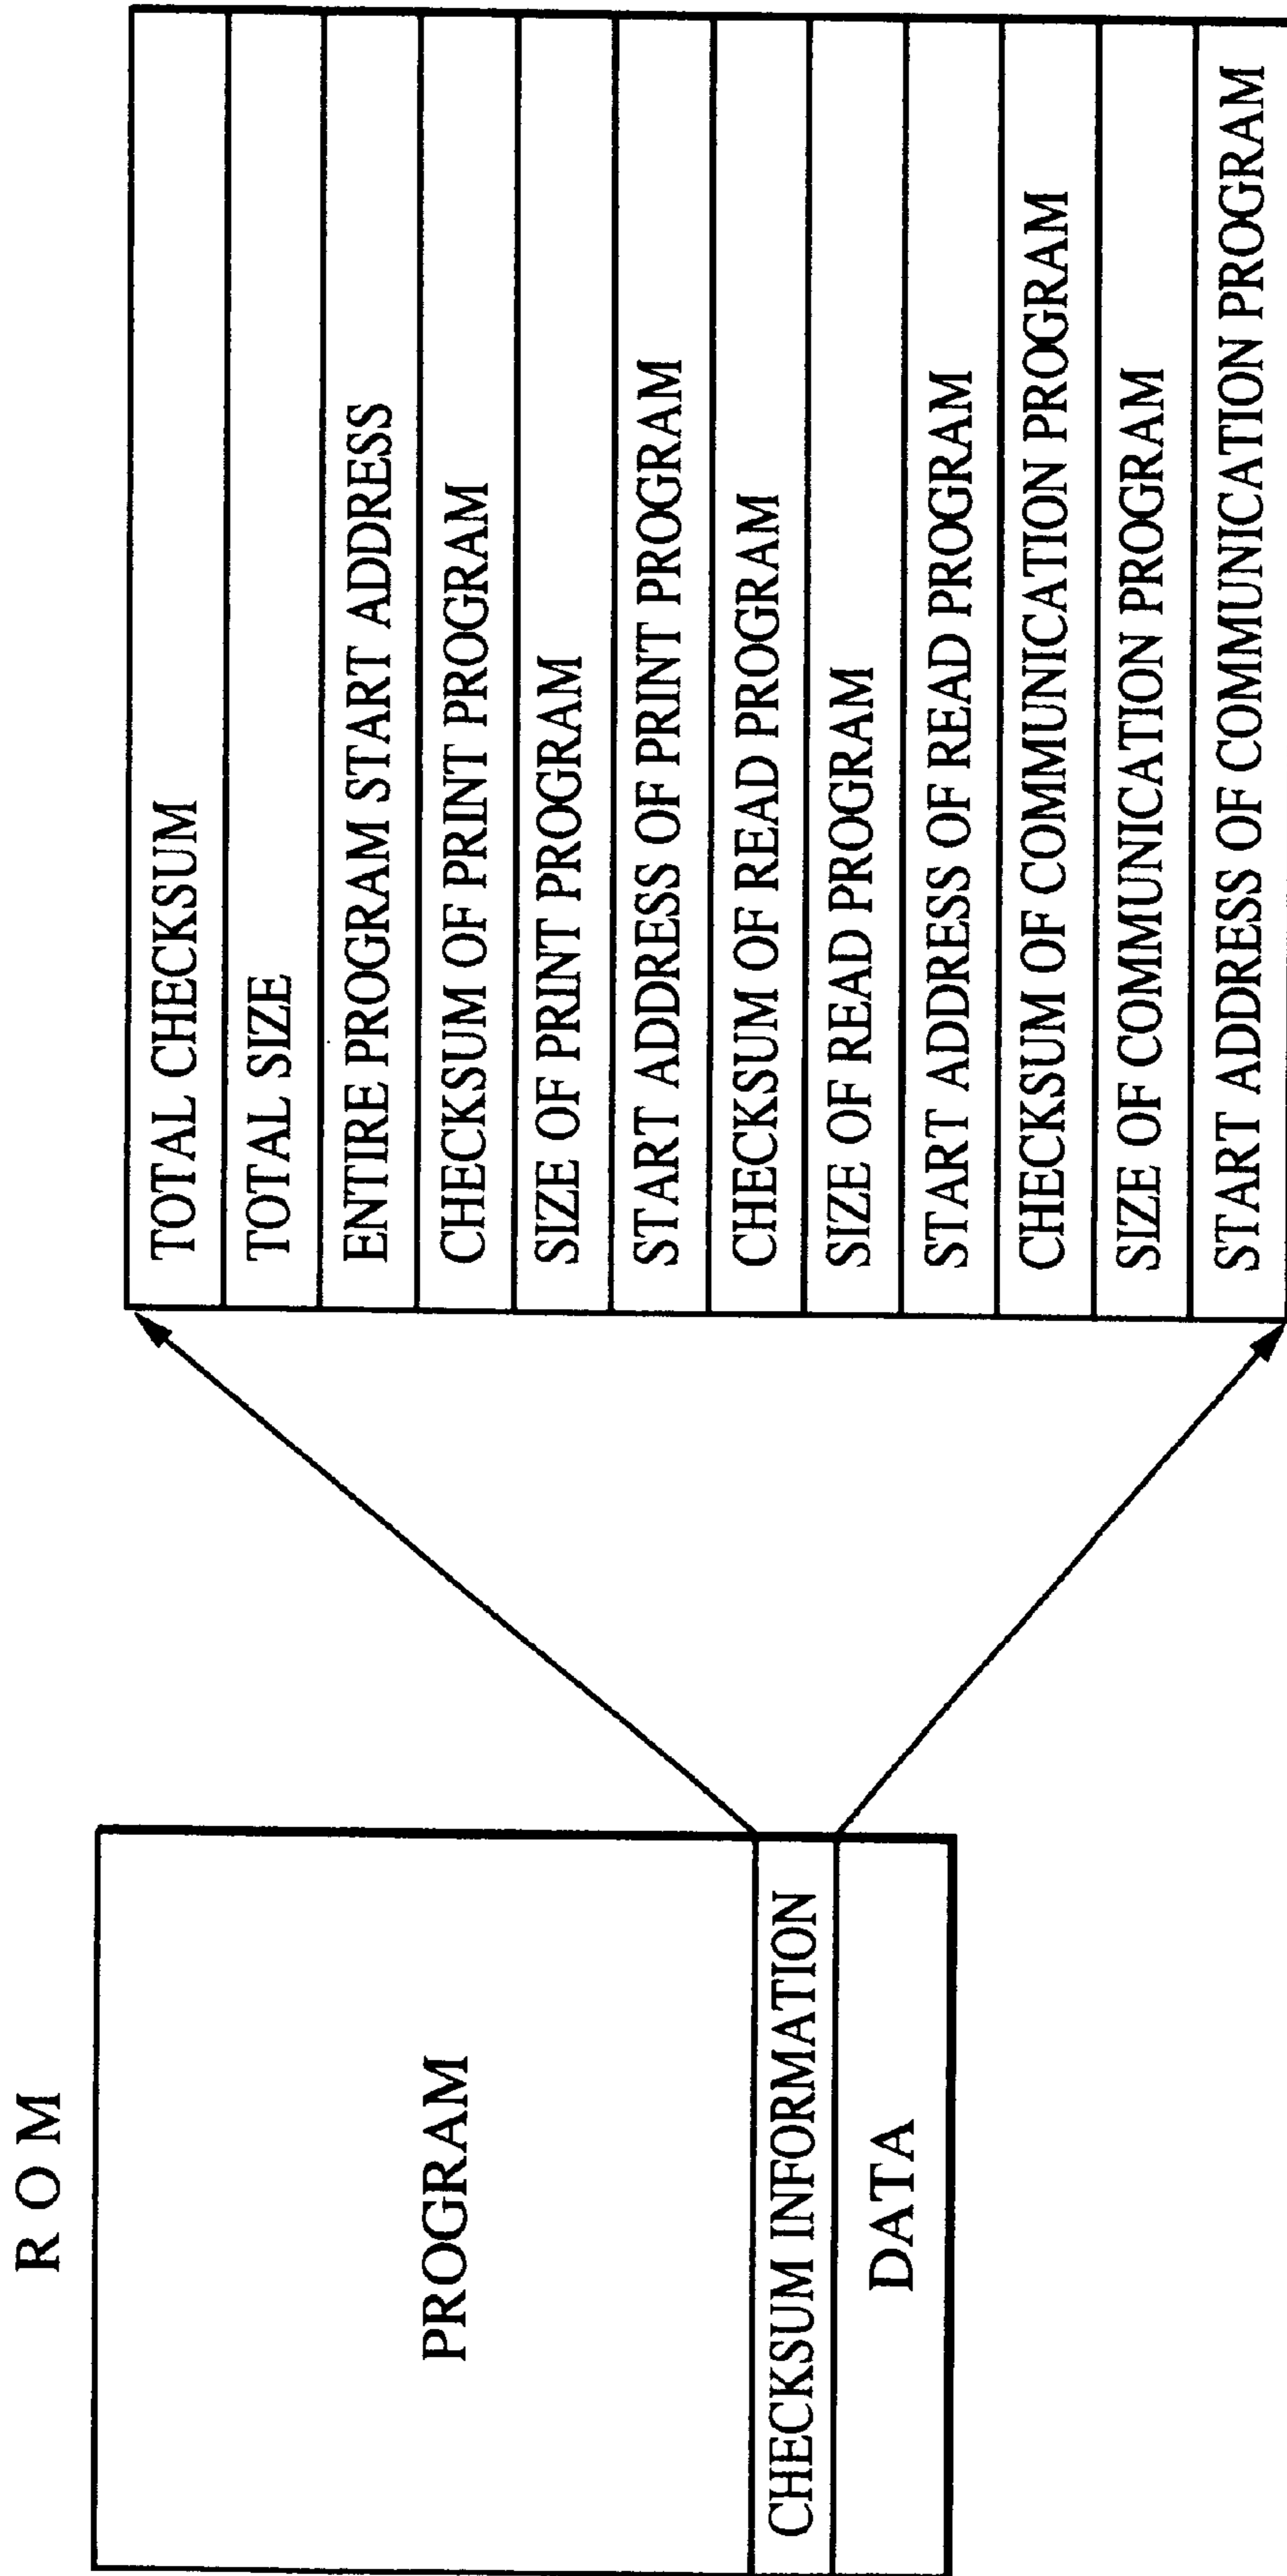 ROM
PROGRAM
CHECKSUM INFORMATION
DATA
TOTAL CHECKSUM
TOTAL SIZE
ENTIRE PROGRAM START ADDRESS
CHECKSUM OF PRINT PROGRAM
SIZE OF PRINT PROGRAM
START ADDRESS OF PRINT PROGRAM
CHECKSUM OF READ PROGRAM
SIZE OF READ PROGRAM
START ADDRESS OF READ PROGRAM
CHECKSUM OF COMMUNICATION PROGRAM
SIZE OF COMMUNICATION PROGRAM
START ADDRESS OF COMMUNICATION PROGRAM